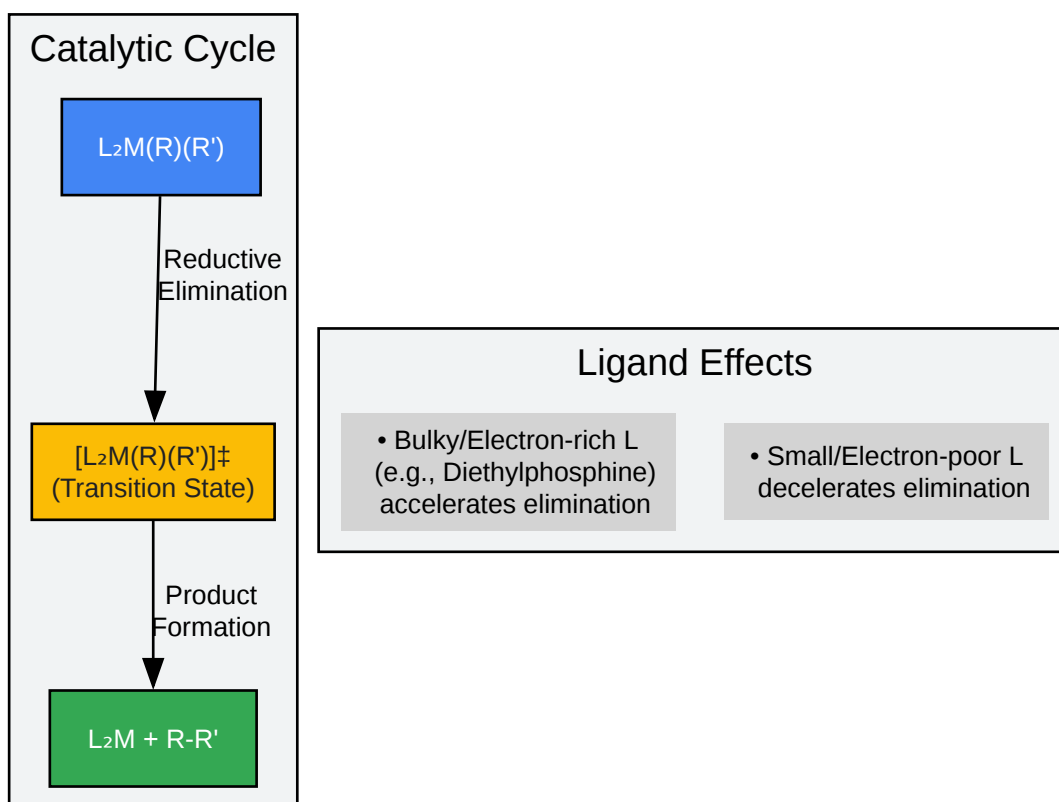 Catalytic Cycle
L₂M(R)(R')
Reductive
Elimination
[L₂M(R)(R')]‡
(Transition State)
Product
Formation
L₂M + R-R'
Ligand Effects
• Bulky/Electron-rich L
(e.g., Diethylphosphine)
accelerates elimination
• Small/Electron-poor L
decelerates elimination